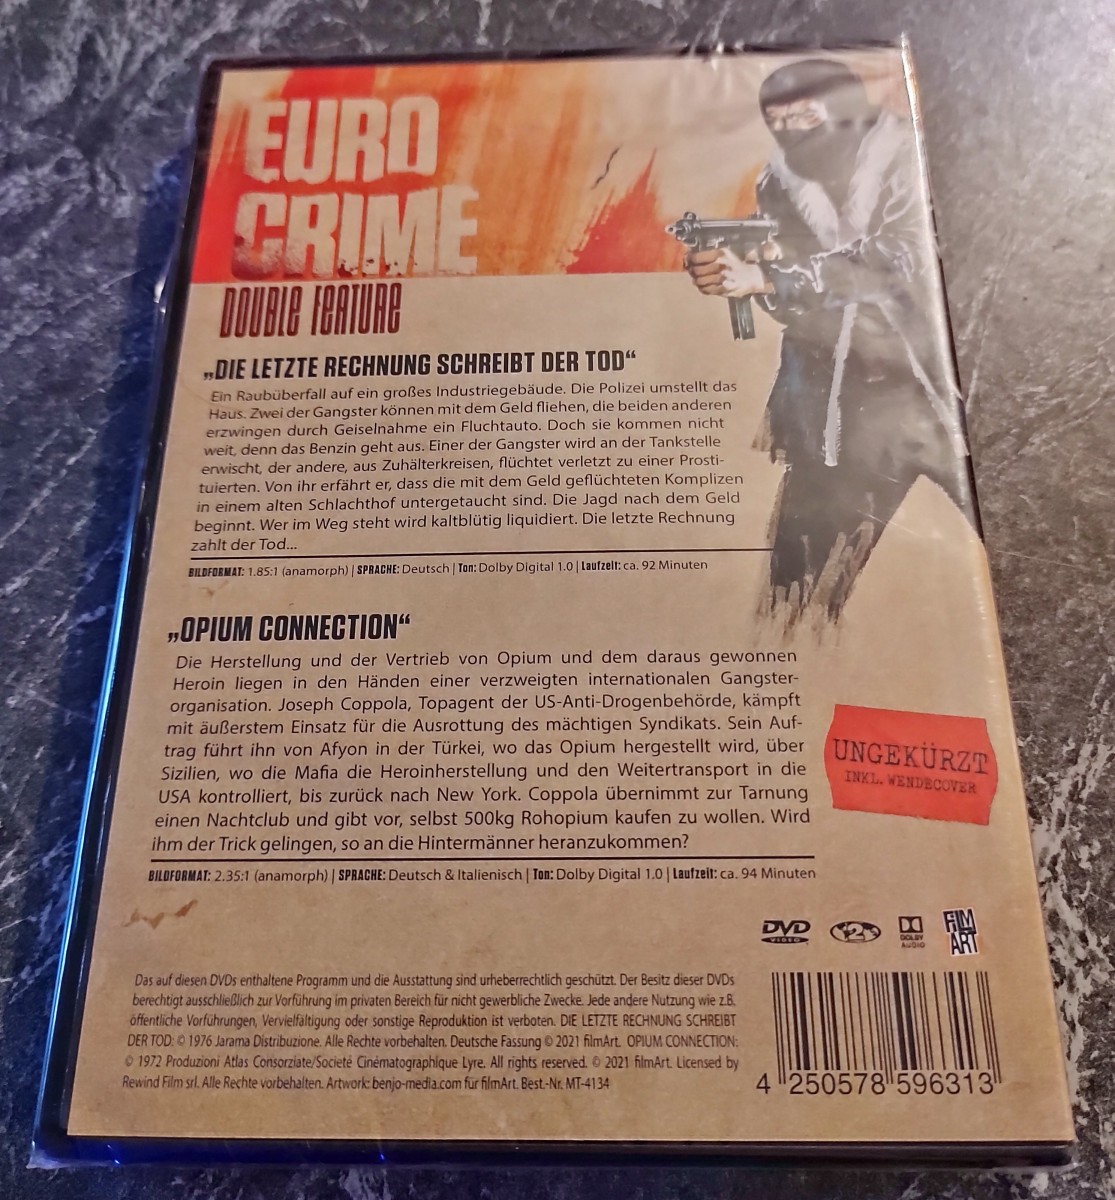 EURO
CRIME
DOUBLE FEATURE
„DIE LETZTE RECHNUNG SCHREIBT DER TOD“
Ein Raubüberfall auf ein großes Industriegebäude. Die Polizei umstellt das
Haus. Zwei der Gangster können mit dem Geld fliehen, die beiden anderen
erzwingen durch Geiselnahme ein Fluchtauto. Doch sie kommen nicht
weit, denn das Benzin geht aus. Einer der Gangster wird an der Tankstelle
erwischt, der andere, aus Zuhälterkreisen, flüchtet verletzt zu einer Prosti-
tuierten. Von ihr erfährt er, dass die mit dem Geld geflüchteten Komplizen
in einem alten Schlachthof untergetaucht sind. Die Jagd nach dem Geld
beginnt. Wer im Weg steht wird kaltblütig liquidiert. Die letzte Rechnung
zahlt der Tod...
BILDFORMAT: 1.85:1 (anamorph) | SPRACHE: Deutsch | Ton: Dolby Digital 1.0 | Laufzeit: ca. 92 Minuten
„OPIUM CONNECTION“
Die Herstellung und der Vertrieb von Opium und dem daraus gewonnen
Heroin liegen in den Händen einer verzweigten internationalen Gangster-
organisation. Joseph Coppola, Topagent der US-Anti-Drogenbehörde, kämpft
mit äußerstem Einsatz für die Ausrottung des mächtigen Syndikats. Sein Auf-
trag führt ihn von Afyon in der Türkei, wo das Opium hergestellt wird, über
Sizilien, wo die Mafia die Heroinherstellung und den Weitertransport in die
USA kontrolliert, bis zurück nach New York. Coppola übernimmt zur Tarnung
einen Nachtclub und gibt vor, selbst 500kg Rohopium kaufen zu wollen. Wird
ihm der Trick gelingen, so an die Hintermänner heranzukommen?
UNGEKÜRZT
INKL. WENDECOVER
BILDFORMAT: 2.35:1 (anamorph) | SPRACHE: Deutsch & Italienisch | Ton: Dolby Digital 1.0 | Laufzeit: ca. 94 Minuten
DVD VIDEO 2 DOLBY AUDIO FILM ART
Das auf diesen DVDs enthaltene Programm und die Ausstattung sind urheberrechtlich geschützt. Der Besitz dieser DVDs
berechtigt ausschließlich zur Vorführung im privaten Bereich für nicht gewerbliche Zwecke. Jede andere Nutzung wie z.B.
öffentliche Vorführungen, Vervielfältigung oder sonstige Reproduktion ist verboten. DIE LETZTE RECHNUNG SCHREIBT
DER TOD: © 1976 Jarama Distribuzione. Alle Rechte vorbehalten. Deutsche Fassung © 2021 filmArt. OPIUM CONNECTION:
© 1972 Produzioni Atlas Consorziate/Societé Cinématographique Lyre. All rights reserved. © 2021 filmArt. Licensed by
Rewind Film srl. Alle Rechte vorbehalten. Artwork: benjo-media.com für filmArt. Best.-Nr. MT-4134
4 250578 596313